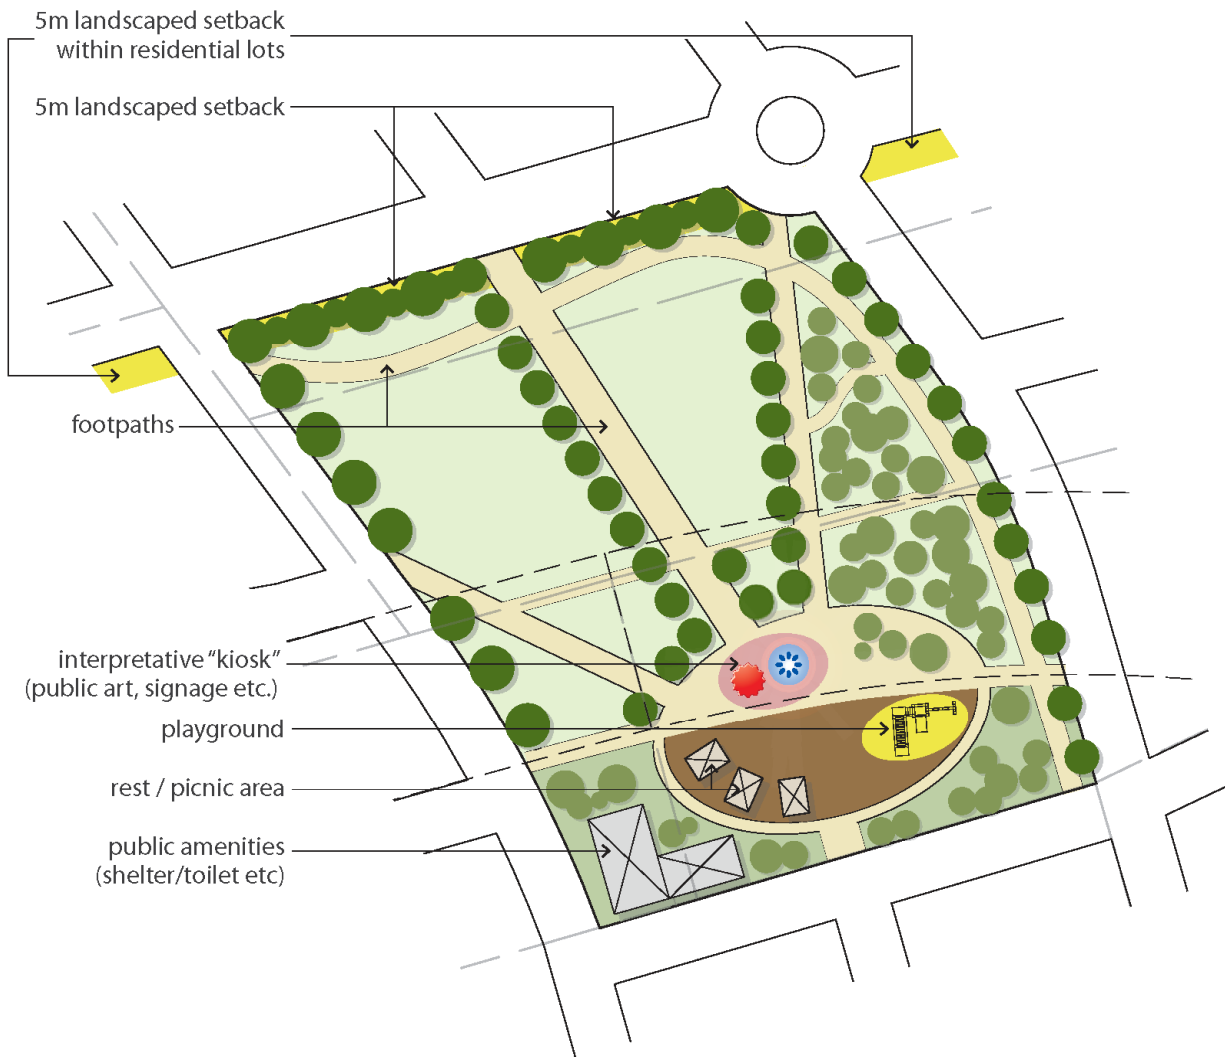 5m landscaped setback
within residential lots
5m landscaped setback
footpaths
interpretative “kiosk”
(public art, signage etc.)
playground
rest / picnic area
public amenities
(shelter/toilet etc)